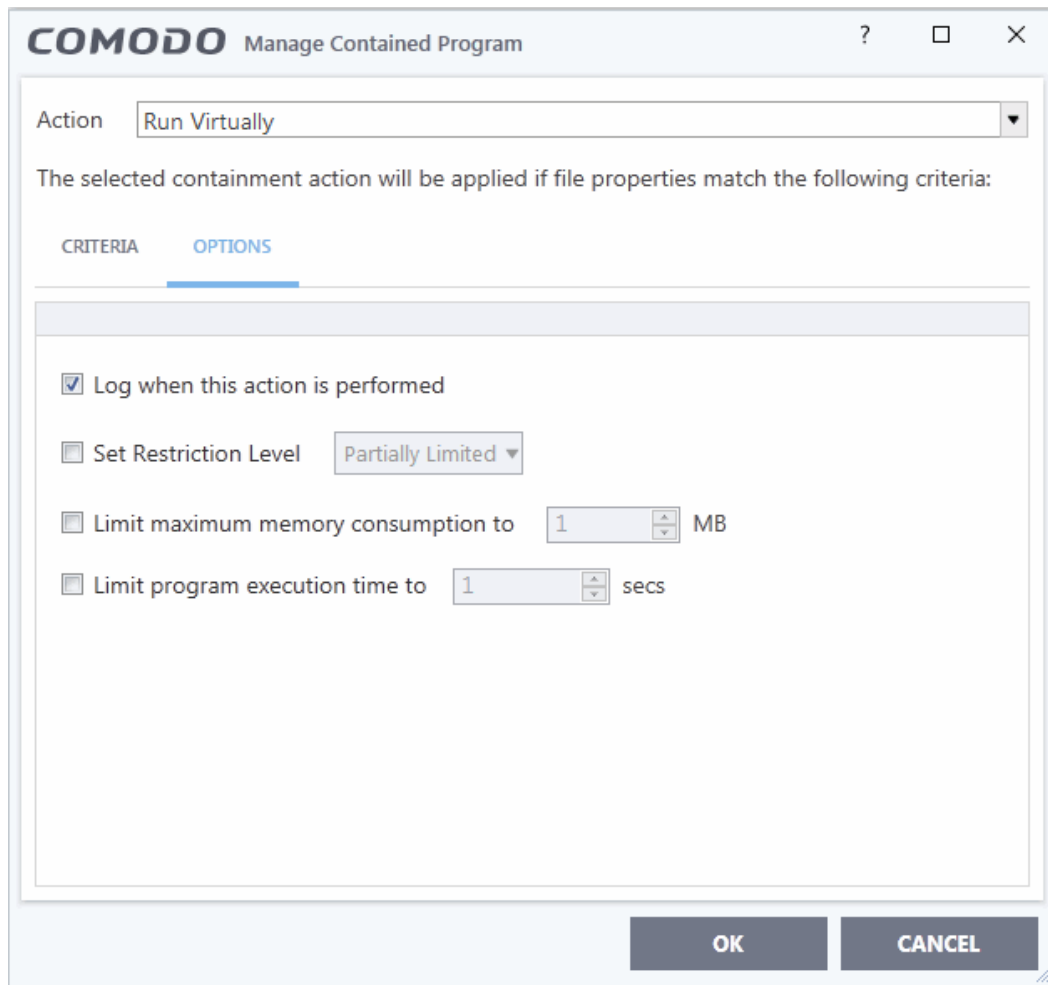 COMODO Manage Contained Program ?
Action Run Virtually
The selected containment action will be applied if file properties match the following criteria:
CRITERIA OPTIONS
Log when this action is performed
Set Restriction Level Partially Limited
Limit maximum memory consumption to 1 MB
Limit program execution time to 1 secs
OK CANCEL